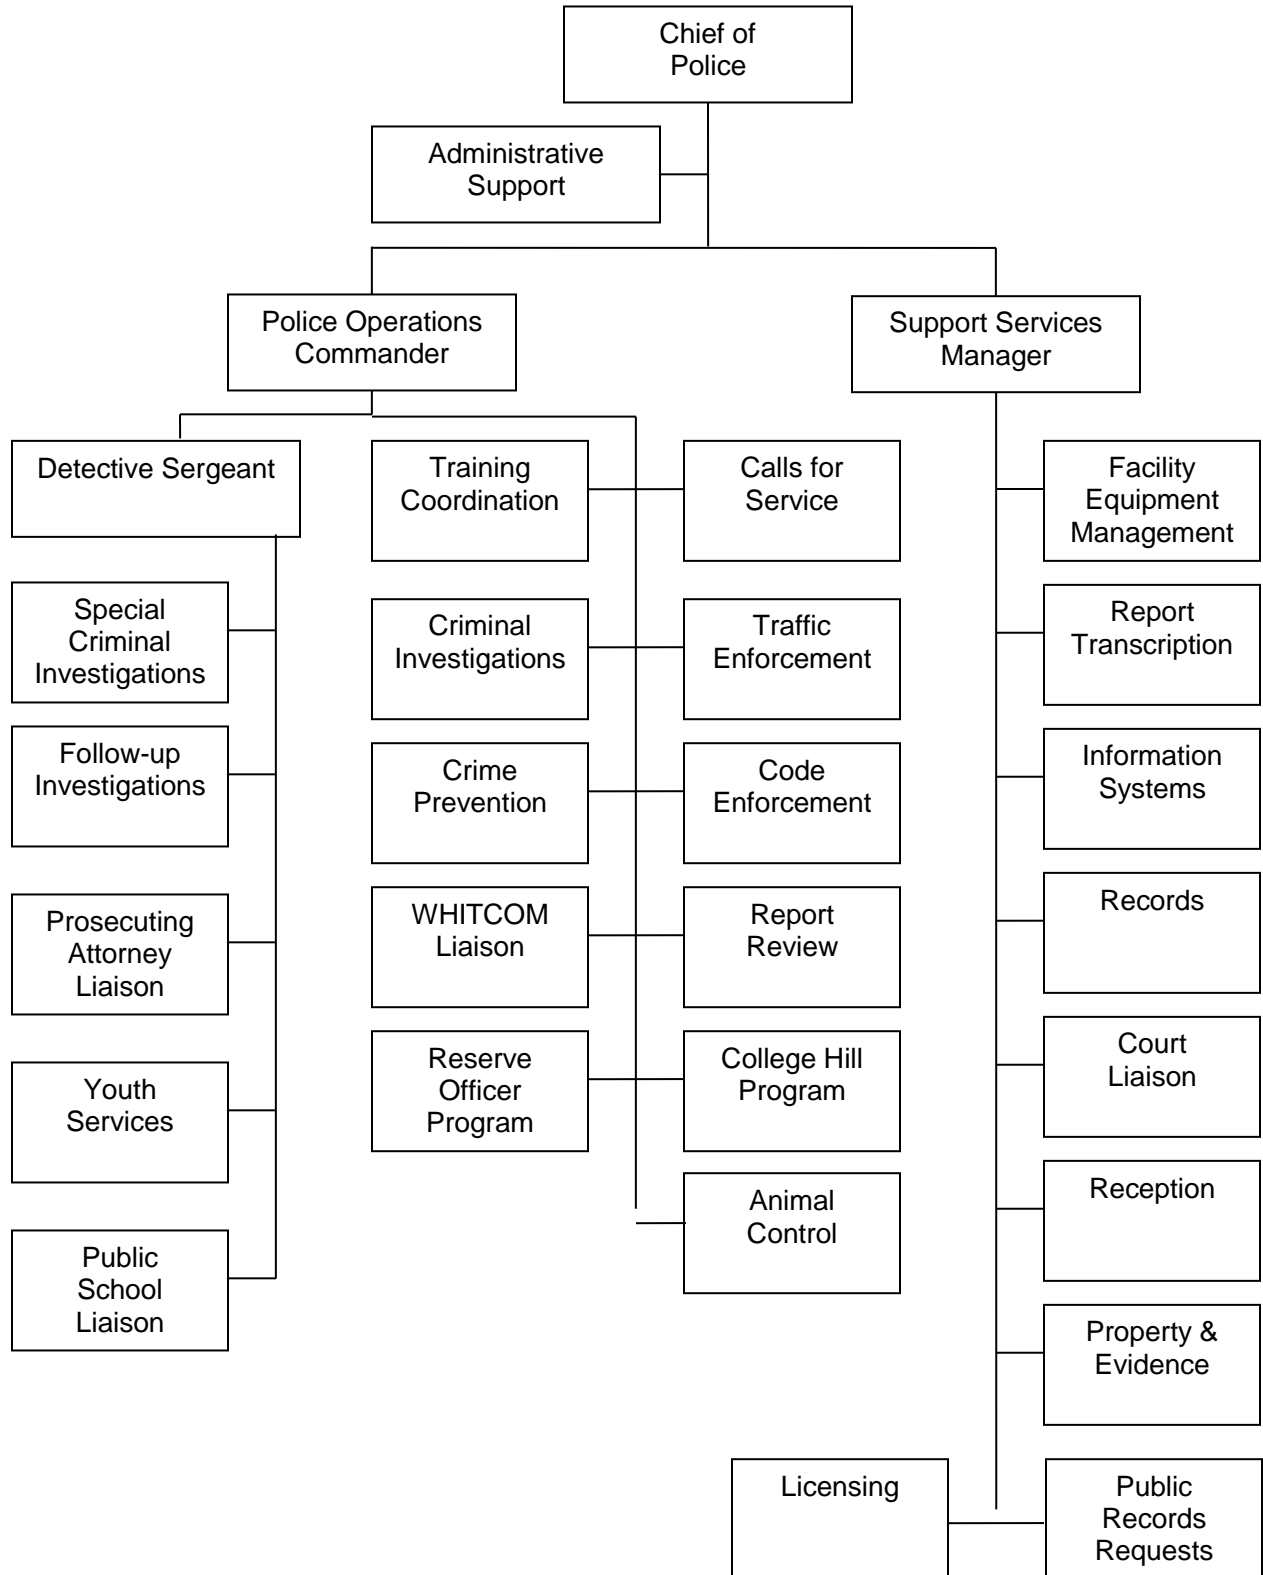 Chief of
Police
Administrative
Support
Police Operations
Commander
Support Services
Manager
Detective Sergeant
Special
Criminal
Investigations
Follow-up
Investigations
Prosecuting
Attorney
Liaison
Youth
Services
Public
School
Liaison
Training
Coordination
Calls for
Service
Criminal
Investigations
Traffic
Enforcement
Crime
Prevention
Code
Enforcement
WHITCOM
Liaison
Report
Review
Reserve
Officer
Program
College Hill
Program
Animal
Control
Facility
Equipment
Management
Report
Transcription
Information
Systems
Records
Court
Liaison
Reception
Property &
Evidence
Licensing
Public
Records
Requests